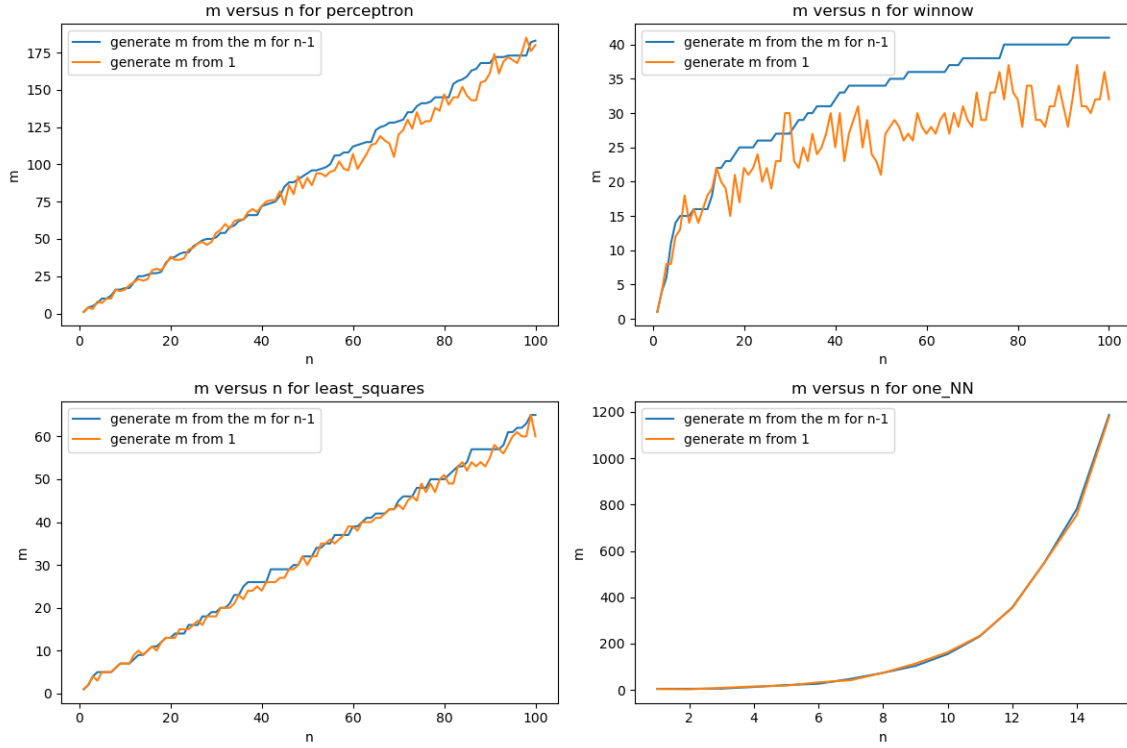 m versus n for perceptron
generate m from the m for n-1
generate m from 1
175
150
125
100
75
50
25
0
m
0 20 40 60 80 100
n
m versus n for winnow
generate m from the m for n-1
generate m from 1
40
35
30
25
20
15
10
5
0
m
0 20 40 60 80 100
n
m versus n for least_squares
generate m from the m for n-1
generate m from 1
60
50
40
30
20
10
0
m
0 20 40 60 80 100
n
m versus n for one_NN
generate m from the m for n-1
generate m from 1
1200
1000
800
600
400
200
0
m
2 4 6 8 10 12 14
n